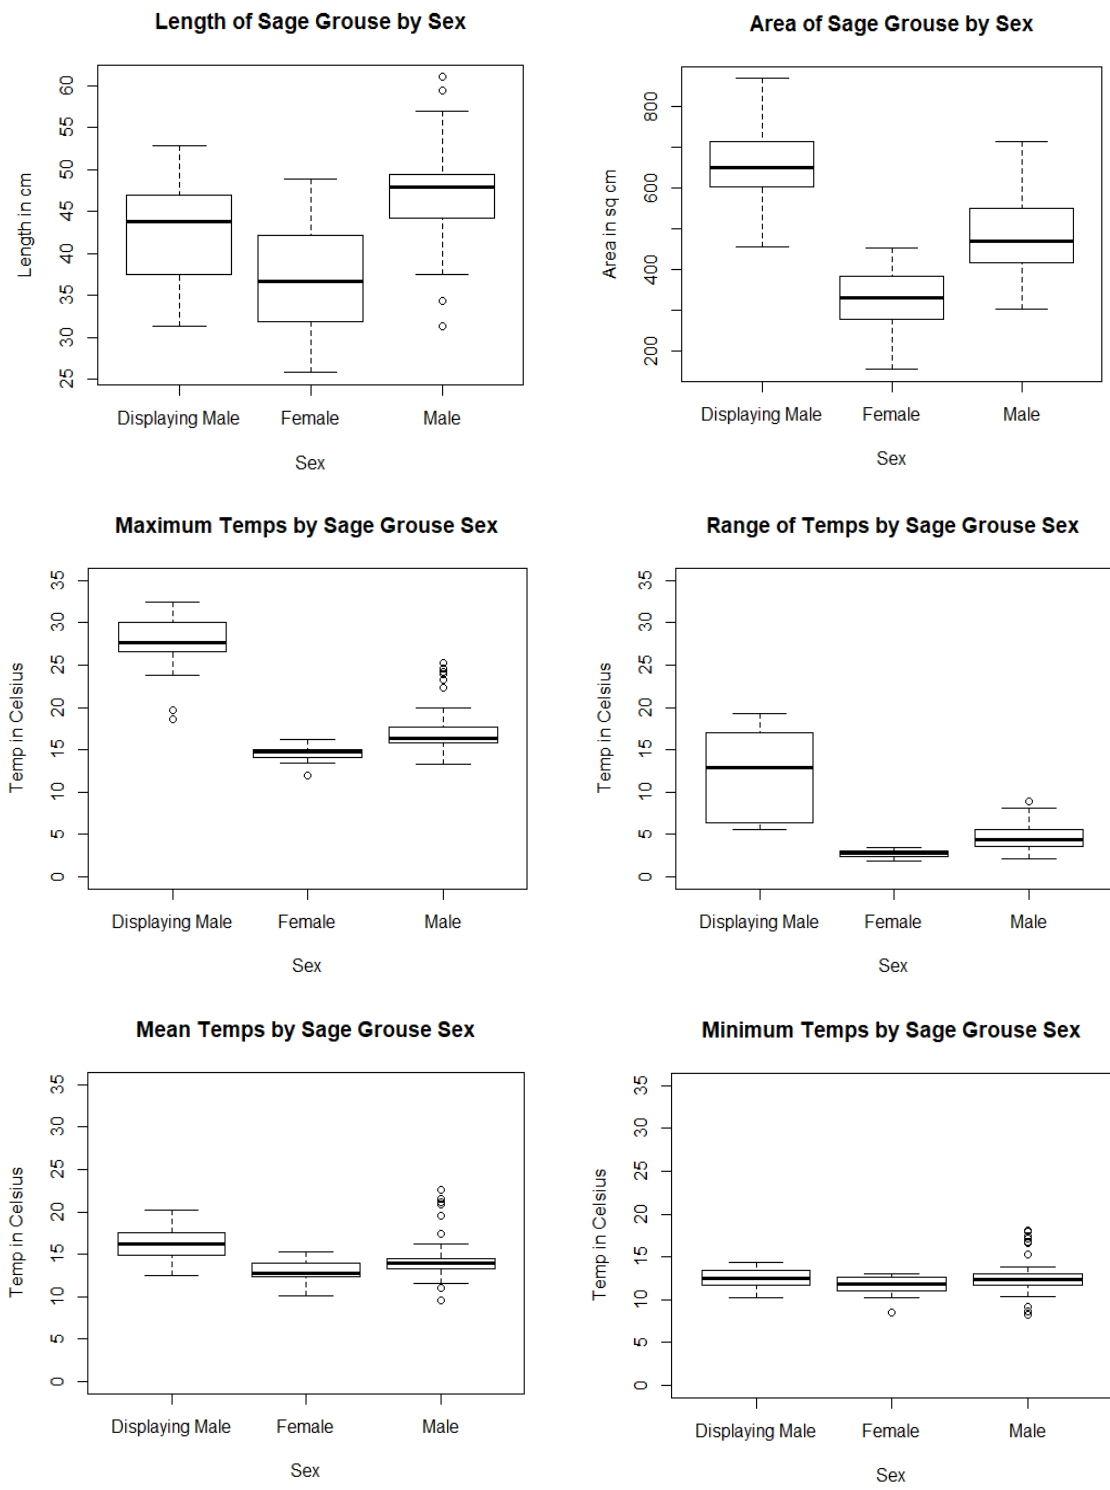 Length of Sage Grouse by Sex
Length in cm
60
55
50
45
40
35
30
25
Displaying Male Female Male
Sex
Area of Sage Grouse by Sex
Area in sq cm
800
600
400
200
Displaying Male Female Male
Sex
Maximum Temps by Sage Grouse Sex
Temp in Celsius
35
30
25
20
15
10
5
0
Displaying Male Female Male
Sex
Range of Temps by Sage Grouse Sex
Temp in Celsius
35
30
25
20
15
10
5
0
Displaying Male Female Male
Sex
Mean Temps by Sage Grouse Sex
Temp in Celsius
35
30
25
20
15
10
5
0
Displaying Male Female Male
Sex
Minimum Temps by Sage Grouse Sex
Temp in Celsius
35
30
25
20
15
10
5
0
Displaying Male Female Male
Sex